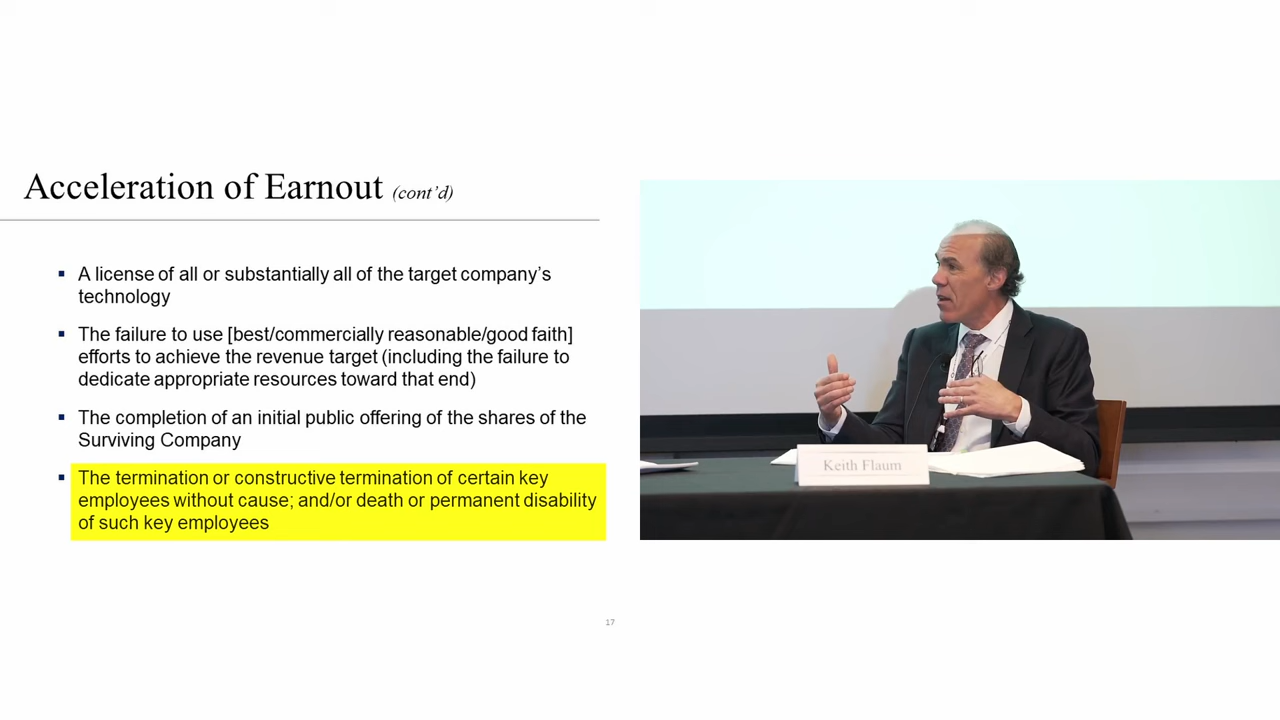 Acceleration of Earnout (cont’d)
▪ A license of all or substantially all of the target company’s
technology
▪ The failure to use [best/commercially reasonable/good faith]
efforts to achieve the revenue target (including the failure to
dedicate appropriate resources toward that end)
▪ The completion of an initial public offering of the shares of the
Surviving Company
▪ The termination or constructive termination of certain key
employees without cause; and/or death or permanent disability
of such key employees
17
Keith Flaum